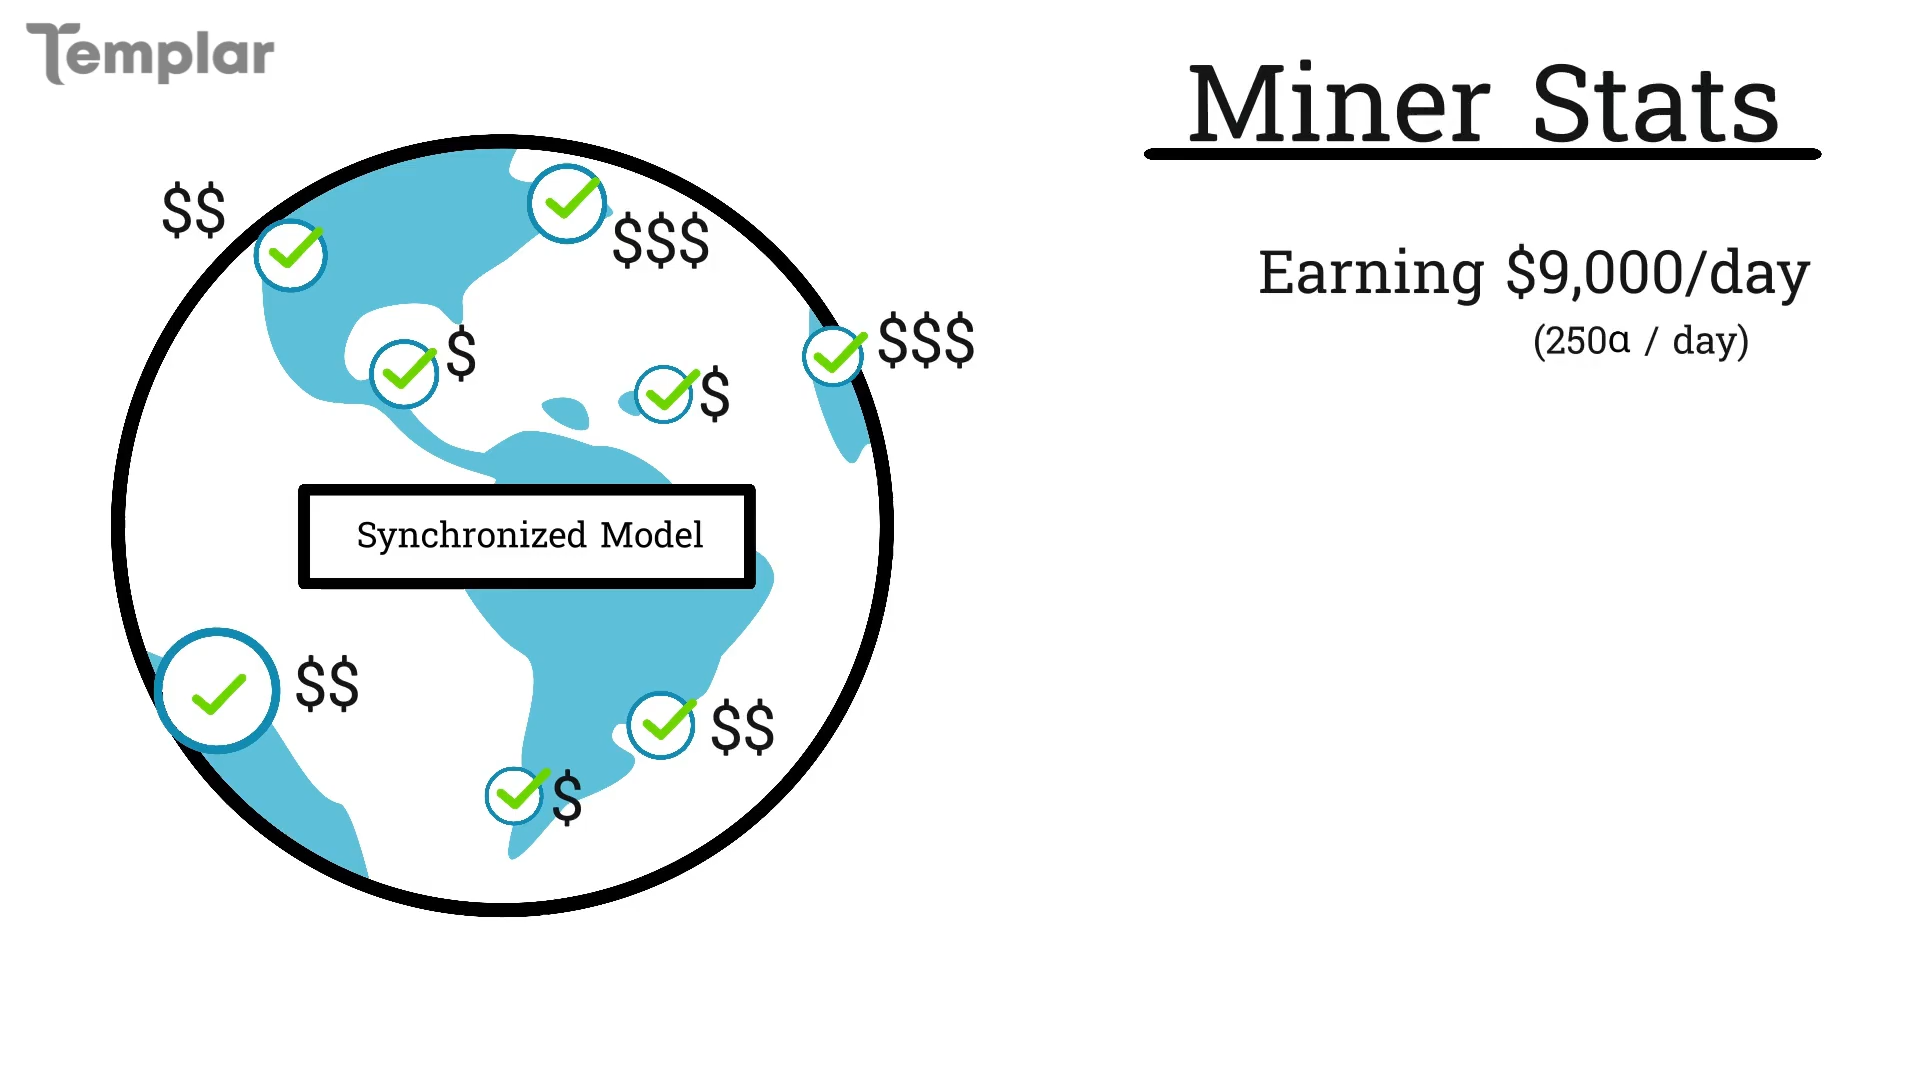 Templar
Miner Stats
Earning $9,000/day
(250α / day)
$$
$$$
$$$
$
$
Synchronized Model
$$
$$
$